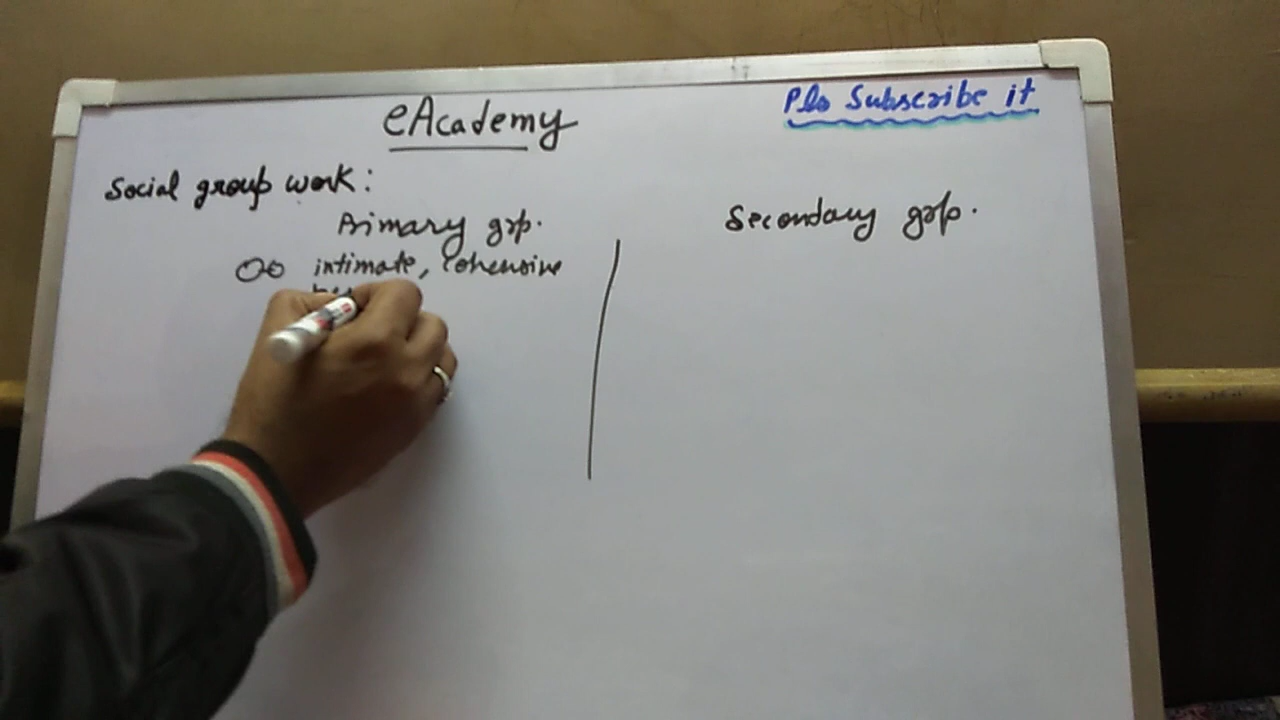 eAcademy
Pls Subscribe it
Social group work:
Primary grp.
Secondary grp.
intimate, Cohensive